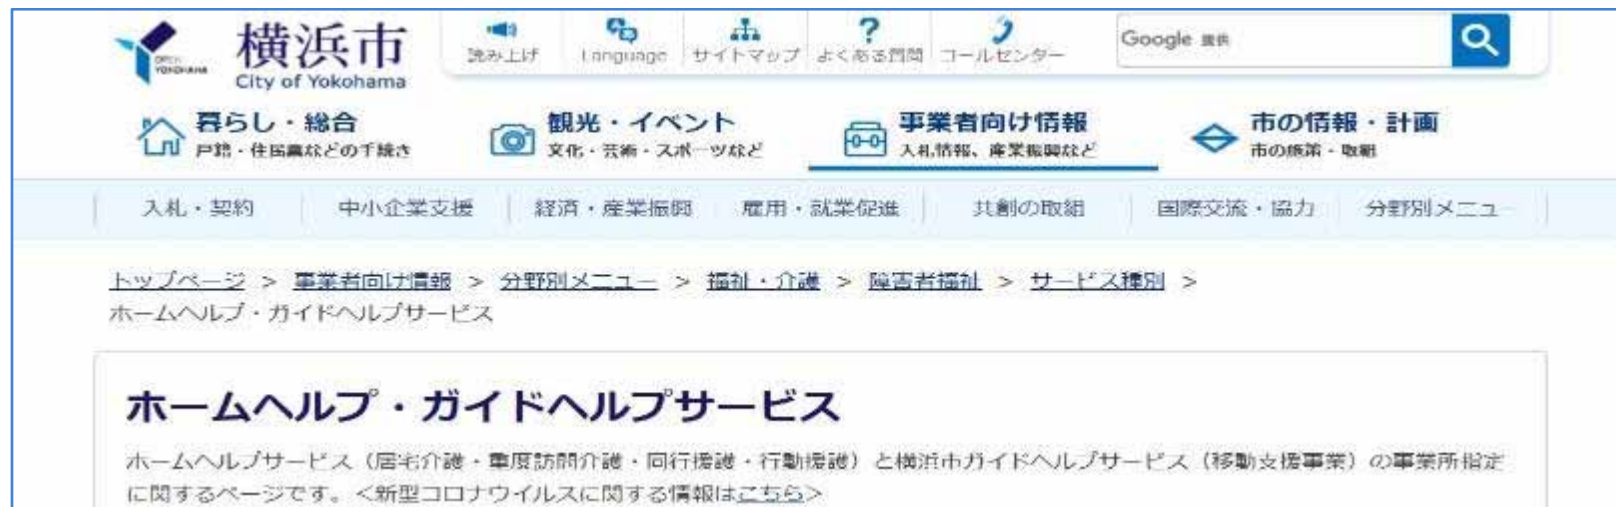 OPEN YOKOHAMA
横浜市
City of Yokohama
読み上げ Language サイトマップ よくある質問 コールセンター
Google 提供
暮らし・総合 観光・イベント 事業者向け情報 市の情報・計画
戸籍・住民票などの手続き 文化・芸術・スポーツなど 入札情報、産業振興など 市の施策・取組
入札・契約 中小企業支援 経済・産業振興 雇用・就業促進 共創の取組 国際交流・協力 分野別メニュー
トップページ > 事業者向け情報 > 分野別メニュー > 福祉・介護 > 障害者福祉 > サービス種別 >
ホームヘルプ・ガイドヘルプサービス
ホームヘルプ・ガイドヘルプサービス
ホームヘルプサービス（居宅介護・重度訪問介護・同行援護・行動援護）と横浜市ガイドヘルプサービス（移動支援事業）の事業所指定
に関するページです。<新型コロナウイルスに関する情報はこちら>